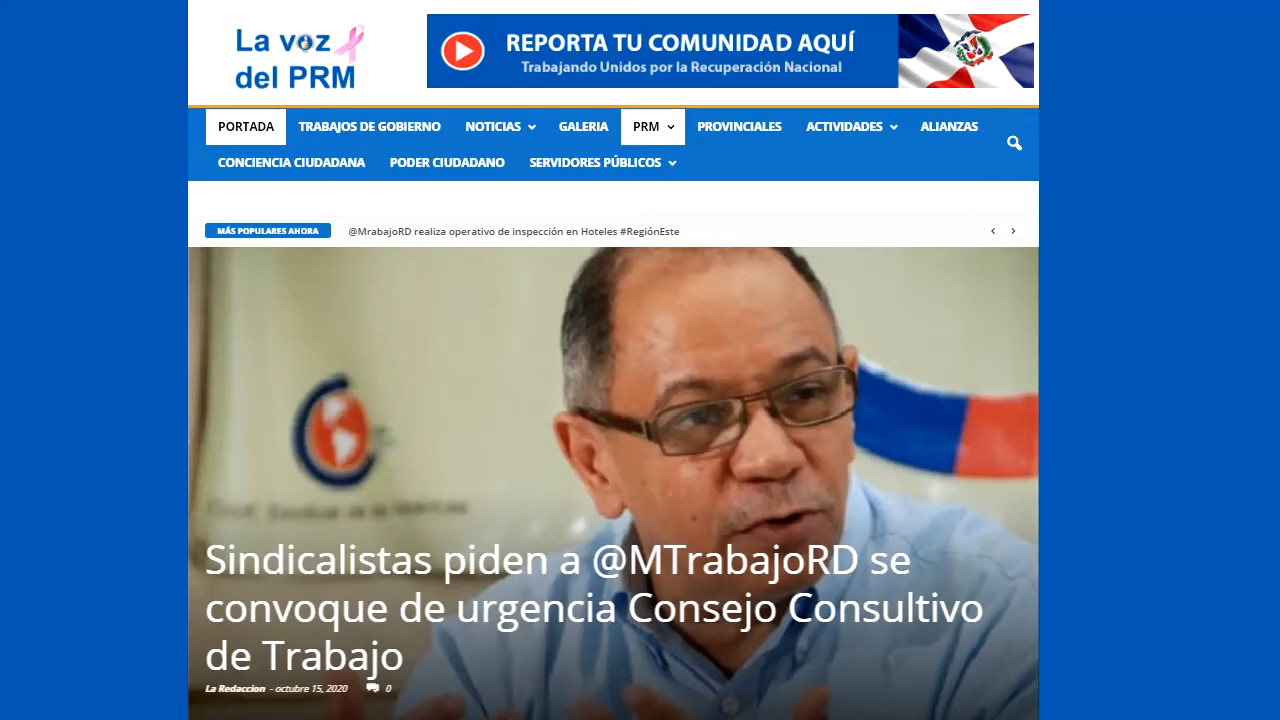 La voz
del PRM
REPORTA TU COMUNIDAD AQUÍ
Trabajando Unidos por la Recuperación Nacional
PORTADA TRABAJOS DE GOBIERNO NOTICIAS GALERIA PRM PROVINCIALES ACTIVIDADES ALIANZAS
CONCIENCIA CIUDADANA PODER CIUDADANO SERVIDORES PÚBLICOS
MÁS POPULARES AHORA @MrabajoRD realiza operativo de inspección en Hoteles #RegiónEste
Sindicalistas piden a @MTrabajoRD se
convoque de urgencia Consejo Consultivo
de Trabajo
La Redaccion - octubre 15, 2020 0